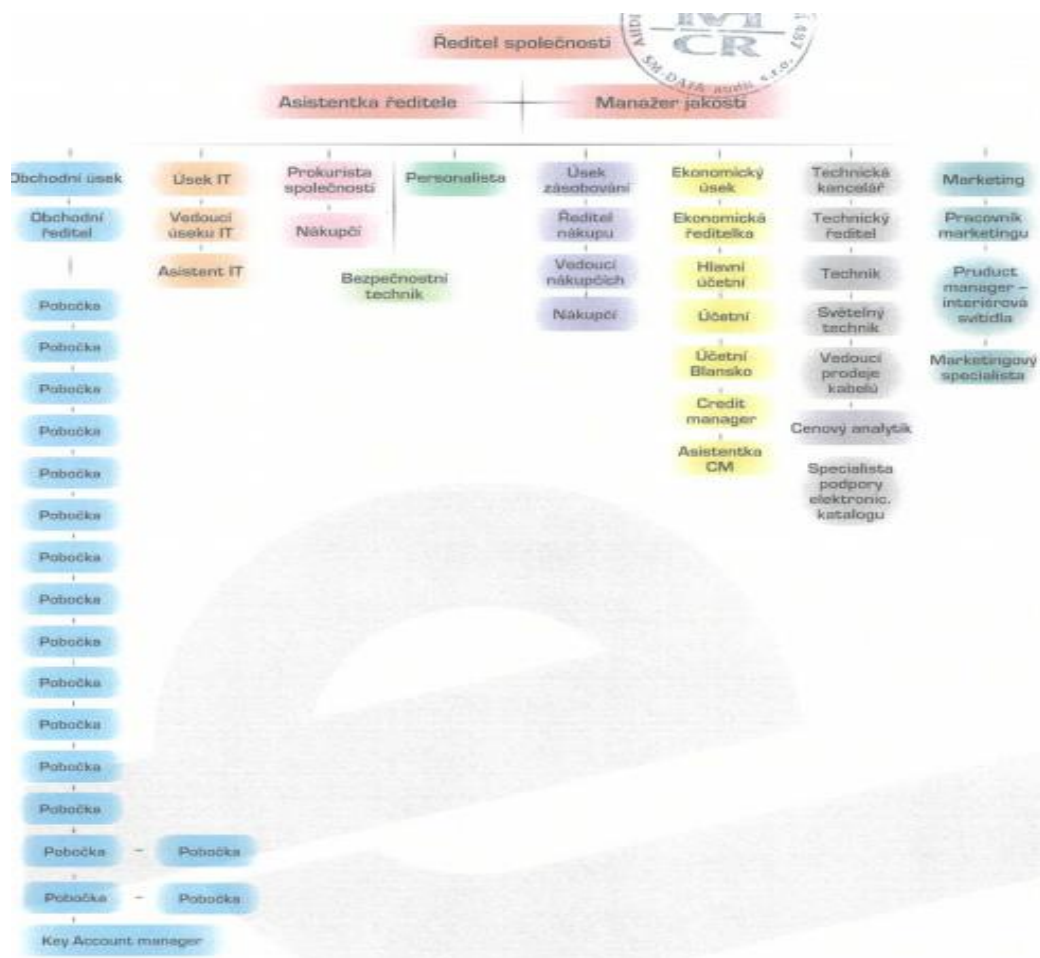 Ředitel společnosti
CR
SM-DATA audit s.r.o.
Asistentka ředitele
Manažer jakosti
Obchodní úsek
Obchodní
ředitel
Pobočka
Pobočka
Pobočka
Pobočka
Pobočka
Pobočka
Pobočka
Pobočka
Pobočka
Pobočka
Pobočka
Pobočka
Pobočka
Pobočka – Pobočka
Pobočka – Pobočka
Key Account manager
Úsek IT
Vedoucí
úseku IT
Asistent IT
Prokurista
společnosti
Nákupčí
Personalista
Bezpečnostní
technik
Úsek
zásobování
Ředitel
nákupu
Vedoucí
nákupčích
Nákupčí
Ekonomický
úsek
Ekonomická
ředitelka
Hlavní
účetní
Účetní
Účetní
Blansko
Credit
manager
Asistentka
CM
Technická
kancelář
Technický
ředitel
Technik
Světelný
technik
Vedoucí
prodeje
kabelů
Cenový analytik
Specialista
podpory
elektronic.
katalogu
Marketing
Pracovník
marketingu
Pruduct
manager –
interiérová
svítidla
Marketingový
specialista